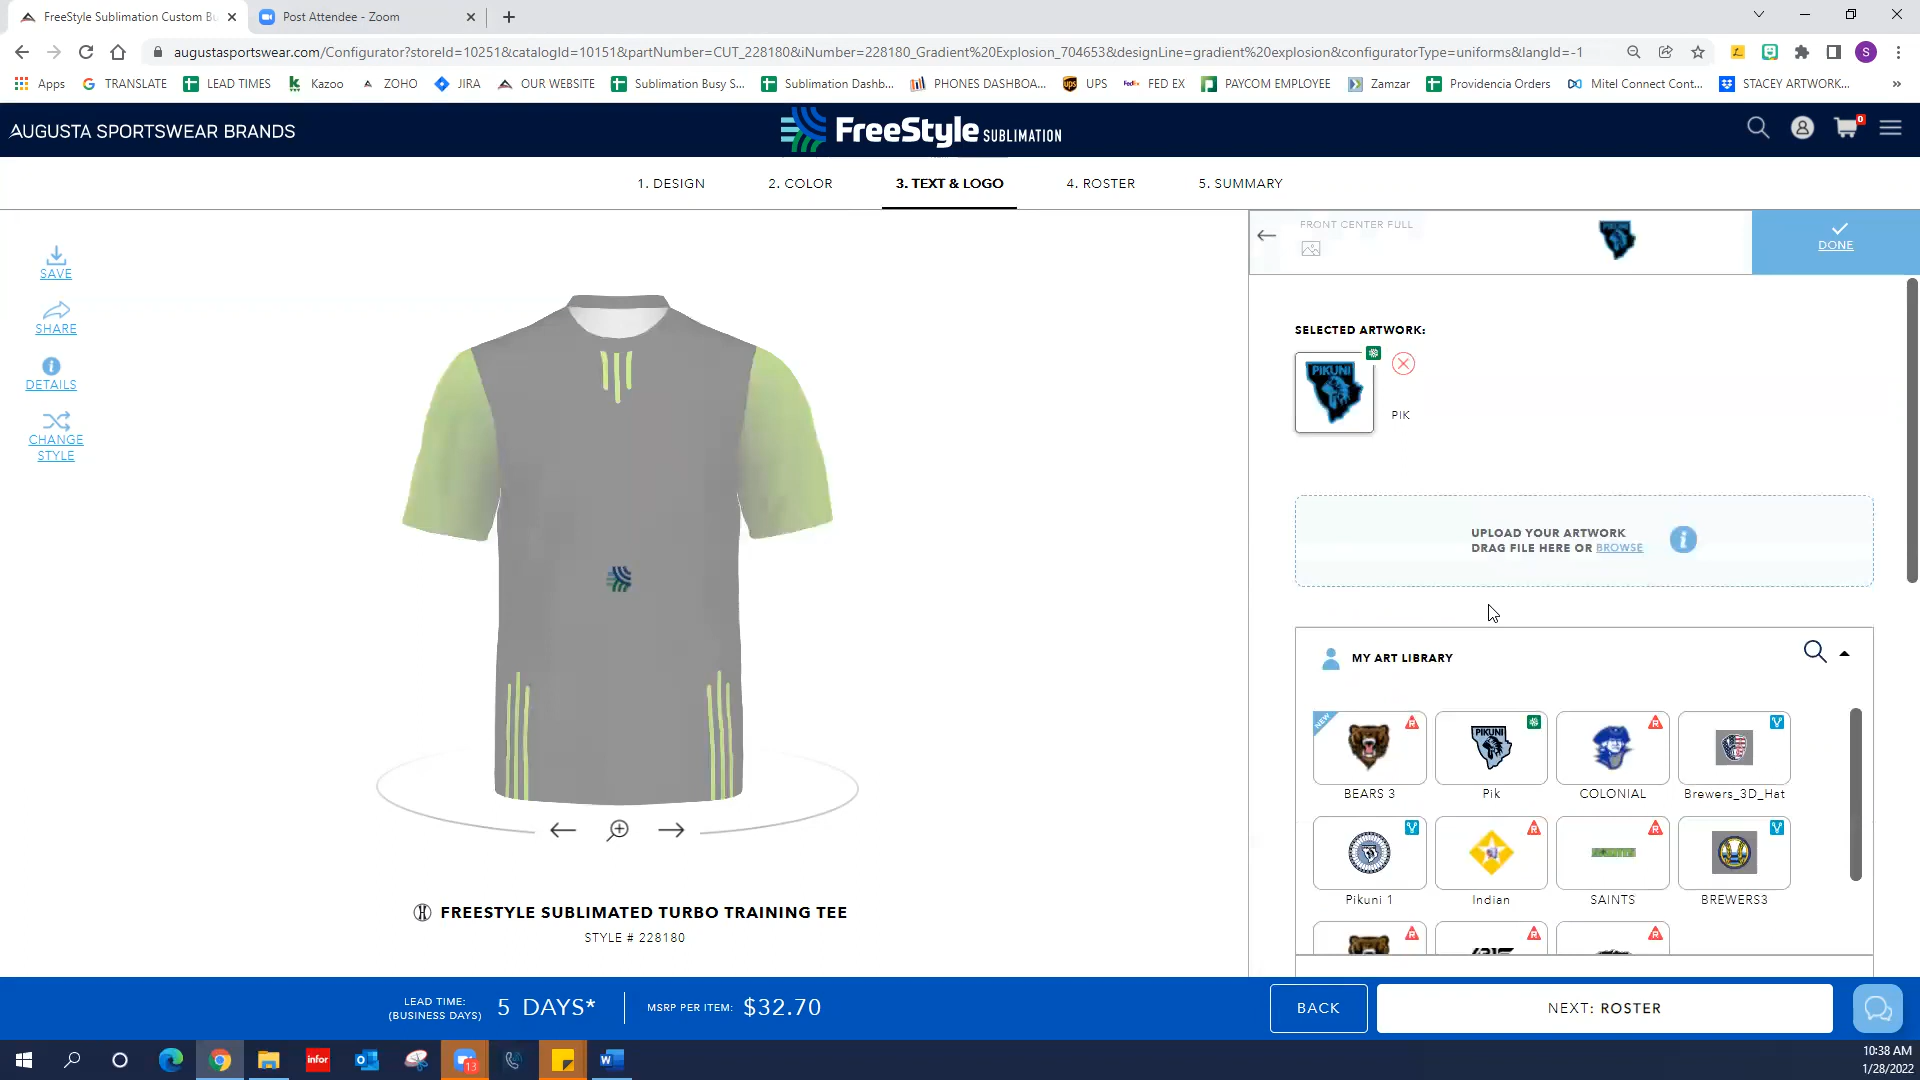 FreeStyle Sublimation Custom Bu
Post Attendee - Zoom
augustasportswear.com/Configurator?storeId=10251&catalogId=10151&partNumber=CUT_228180&iNumber=228180_Gradient%20Explosion_704653&designLine=gradient%20explosion&configuratorType=uniforms&langId=-1
S
Apps
TRANSLATE
LEAD TIMES
Kazoo
ZOHO
JIRA
OUR WEBSITE
Sublimation Busy S...
Sublimation Dashb...
PHONES DASHBOA...
UPS
FED EX
PAYCOM EMPLOYEE
Zamzar
Providencia Orders
Mitel Connect Cont...
STACEY ARTWORK...
»
AUGUSTA SPORTSWEAR BRANDS
FreeStyle SUBLIMATION
0
1. DESIGN
2. COLOR
3. TEXT & LOGO
4. ROSTER
5. SUMMARY
SAVE
SHARE
DETAILS
CHANGE
STYLE
FRONT CENTER FULL
DONE
SELECTED ARTWORK:
PIKUNI
PIK
UPLOAD YOUR ARTWORK
DRAG FILE HERE OR BROWSE
MY ART LIBRARY
NEW
PIKUNI
BEARS 3
Pik
COLONIAL
Brewers_3D_Hat
Pikuni 1
Indian
SAINTS
BREWERS3
FREESTYLE SUBLIMATED TURBO TRAINING TEE
STYLE # 228180
LEAD TIME:
(BUSINESS DAYS)
5 DAYS*
MSRP PER ITEM: $32.70
BACK
NEXT: ROSTER
infor
13
10:38 AM
1/28/2022